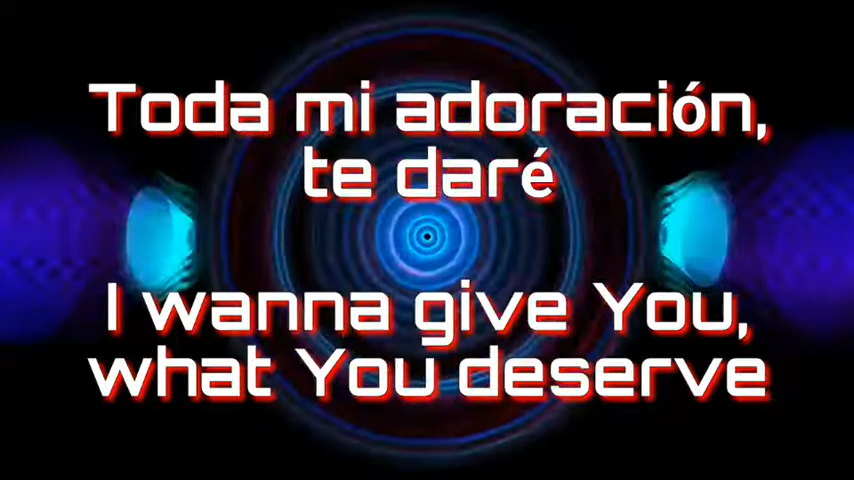 Toda mi adoración,
te daré
I wanna give You,
what You deserve